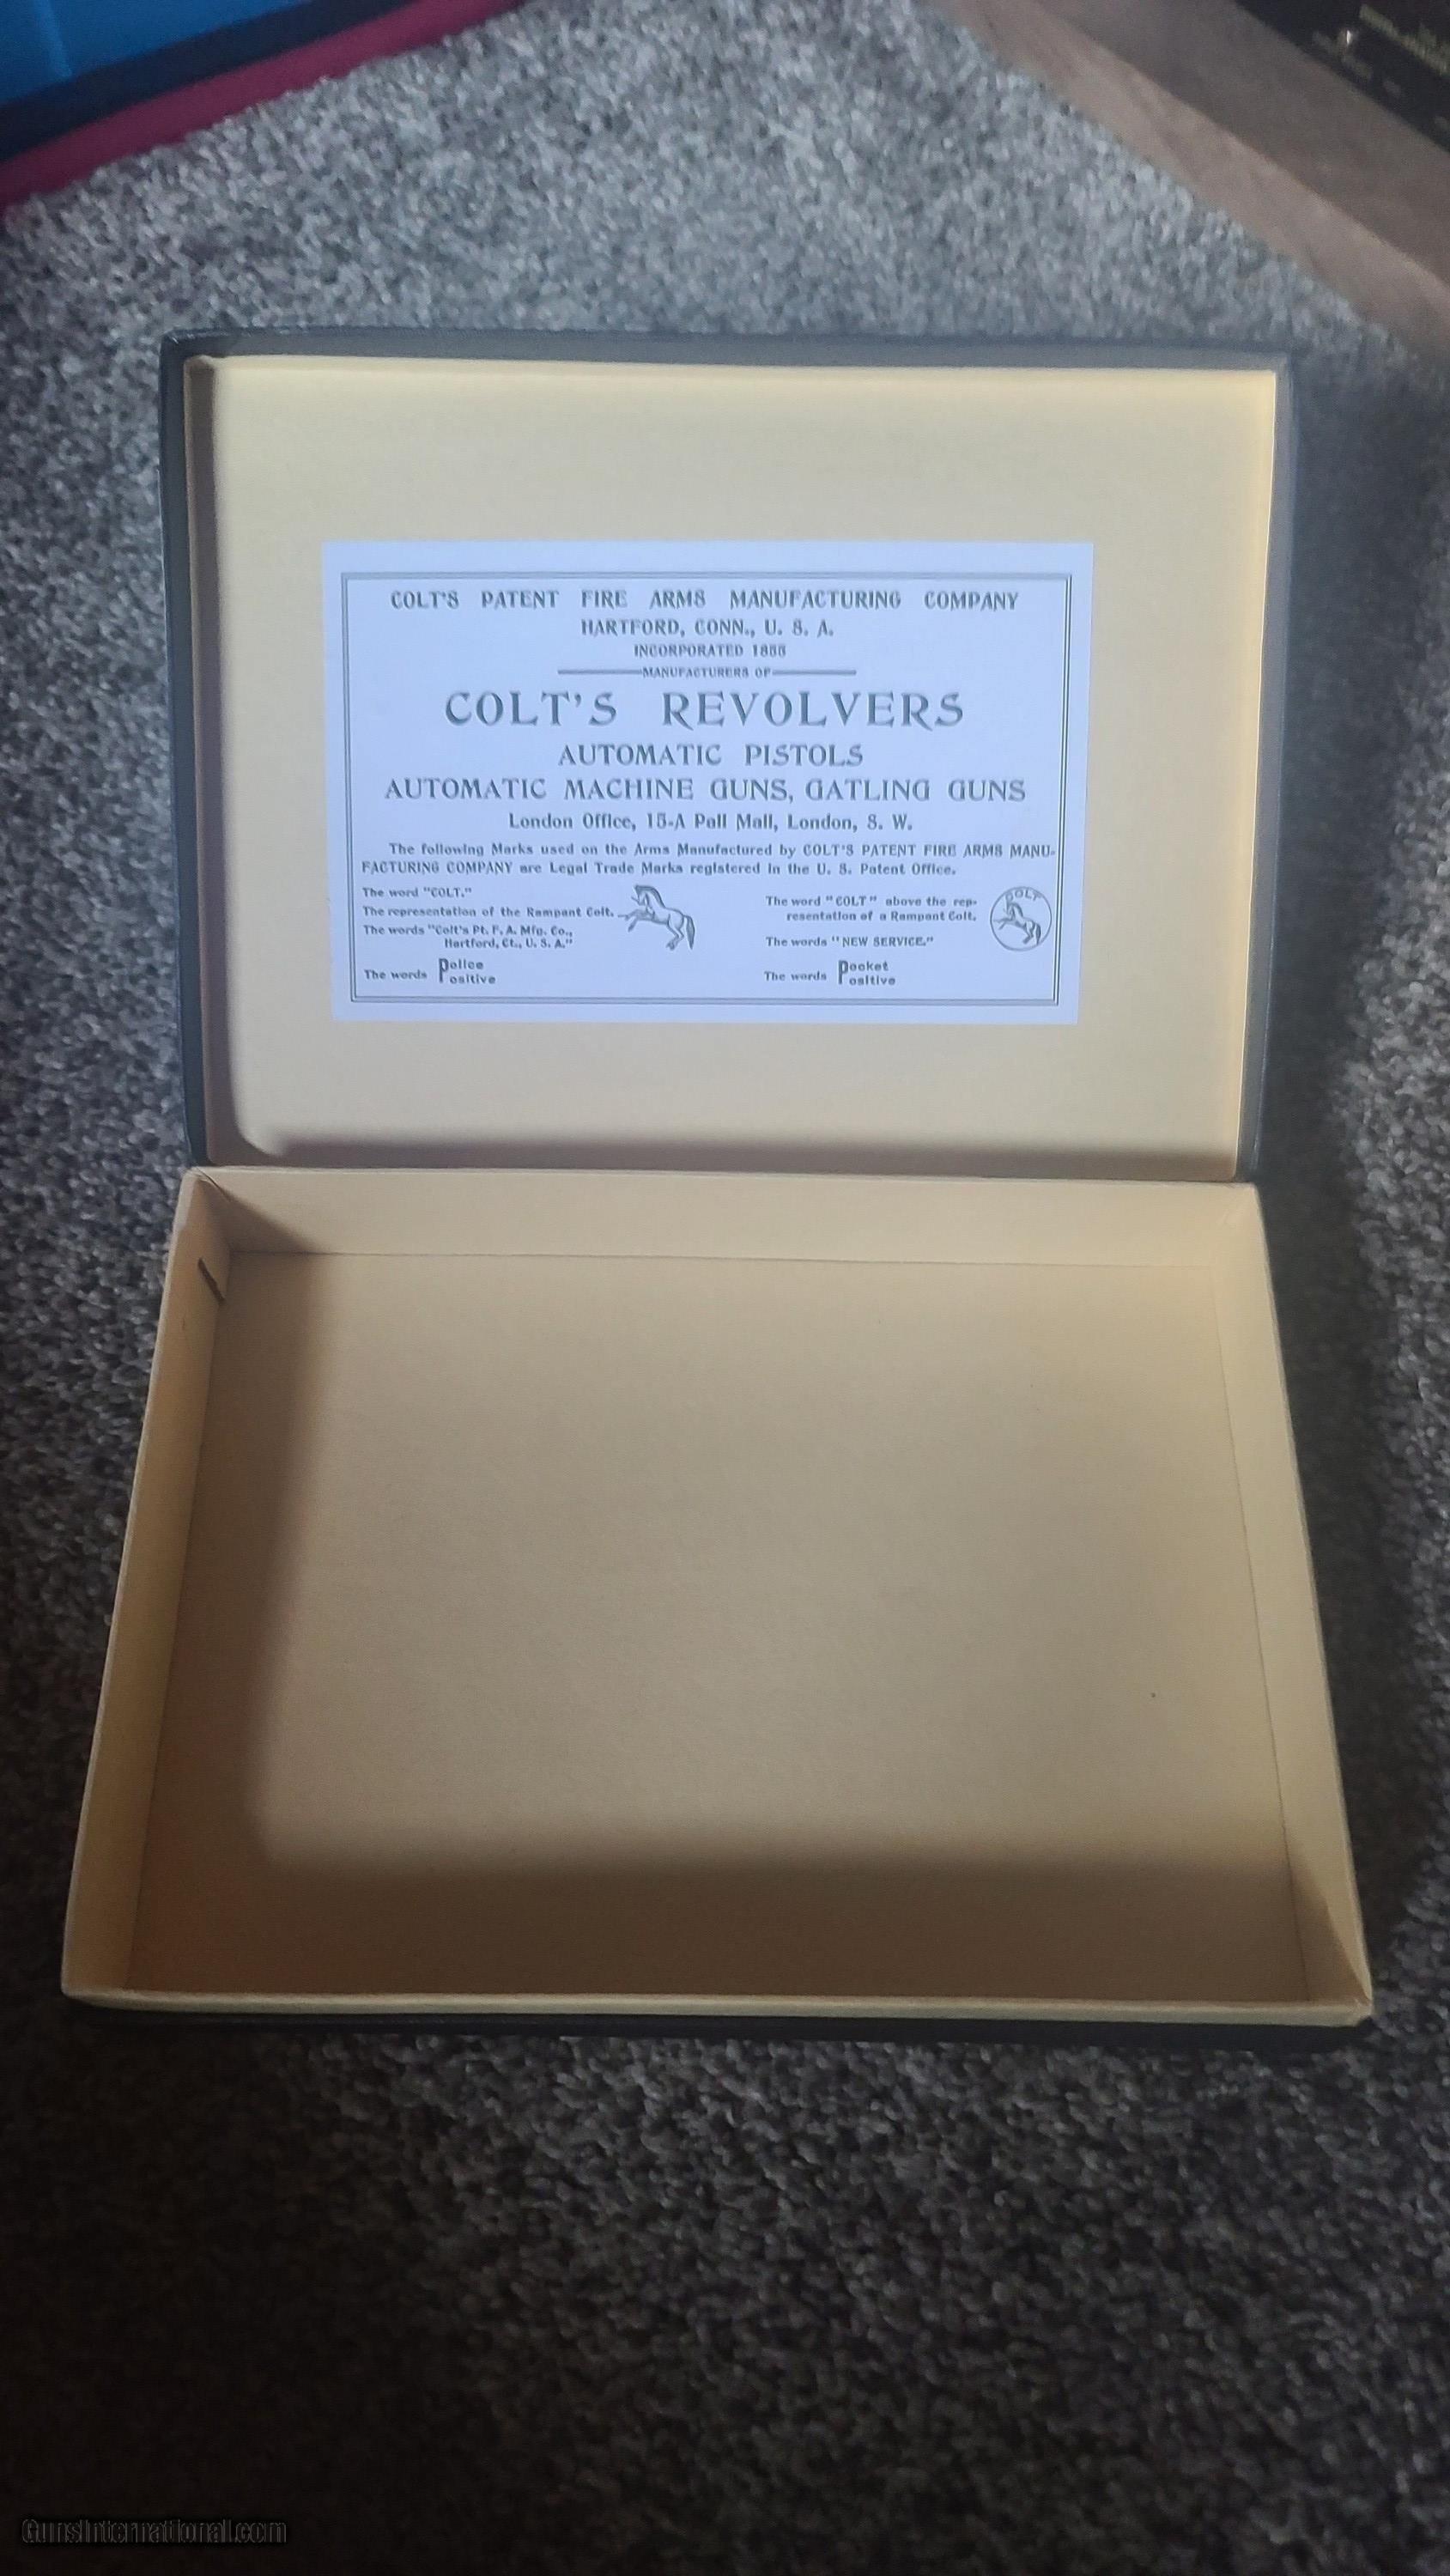 COLT'S PATENT FIRE ARMS MANUFACTURING COMPANY
HARTFORD, CONN., U. S. A.
INCORPORATED 1855
MANUFACTURERS OF
COLT'S REVOLVERS
AUTOMATIC PISTOLS
AUTOMATIC MACHINE GUNS, GATLING GUNS
London Office, 15-A Pall Mall, London, S. W.
The following Marks used on the Arms Manufactured by COLT'S PATENT FIRE ARMS MANU-
FACTURING COMPANY are Legal Trade Marks registered in the U. S. Patent Office.
The word "COLT."
The representation of the Rampant Colt.
The words "Colt's Pt. F. A. Mfg. Co.,
Hartford, Ct., U. S. A."
The words Police
Positive
The word "COLT" above the rep-
resentation of a Rampant Colt.
COLT
The words "NEW SERVICE."
The words Pocket
Positive
GunsInternational.com